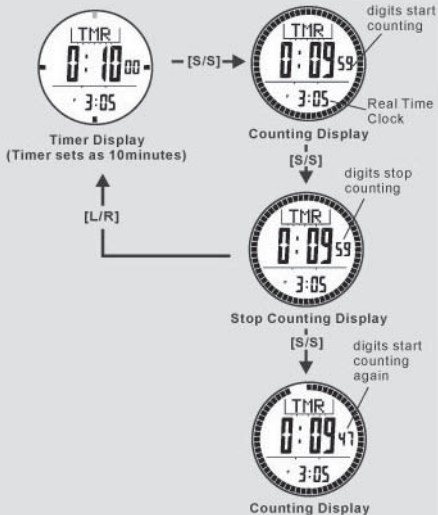 TMR
0:10 00
3:05
Timer Display
(Timer sets as 10minutes)
[S/S]
digits start
counting
TMR
0:09 59
3:05
Real Time
Clock
Counting Display
[S/S]
[L/R]
digits stop
counting
TMR
0:09 59
3:05
Stop Counting Display
[S/S]
digits start
counting
again
TMR
0:09 47
3:05
Counting Display